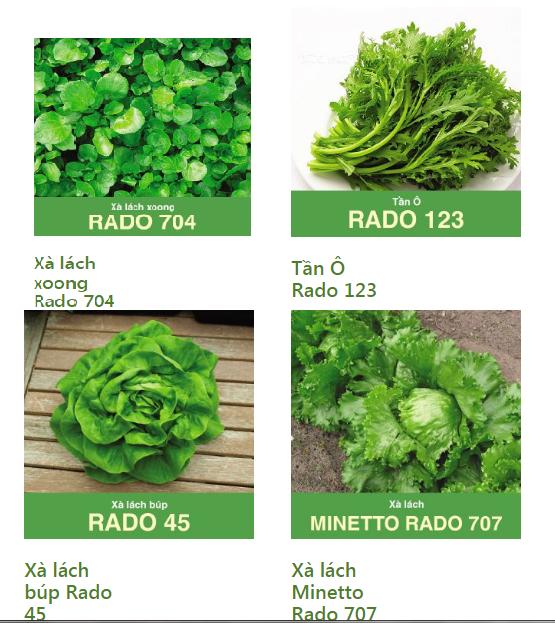 Xà lách xoong
RADO 704
Tần Ô
RADO 123
Xà lách
xoong
Rado 704
Tần Ô
Rado 123
Xà lách búp
RADO 45
Xà lách
MINETTO RADO 707
Xà lách
búp Rado
45
Xà lách
Minetto
Rado 707